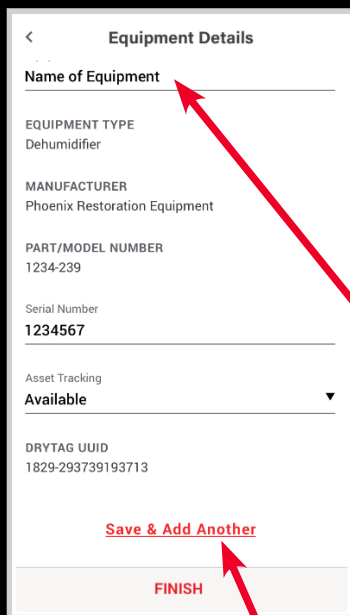 Equipment Details
Name of Equipment
EQUIPMENT TYPE
Dehumidifier
MANUFACTURER
Phoenix Restoration Equipment
PART/MODEL NUMBER
1234-239
Serial Number
1234567
Asset Tracking
Available
DRYTAG UUID
1829-293739193713
Save & Add Another
FINISH